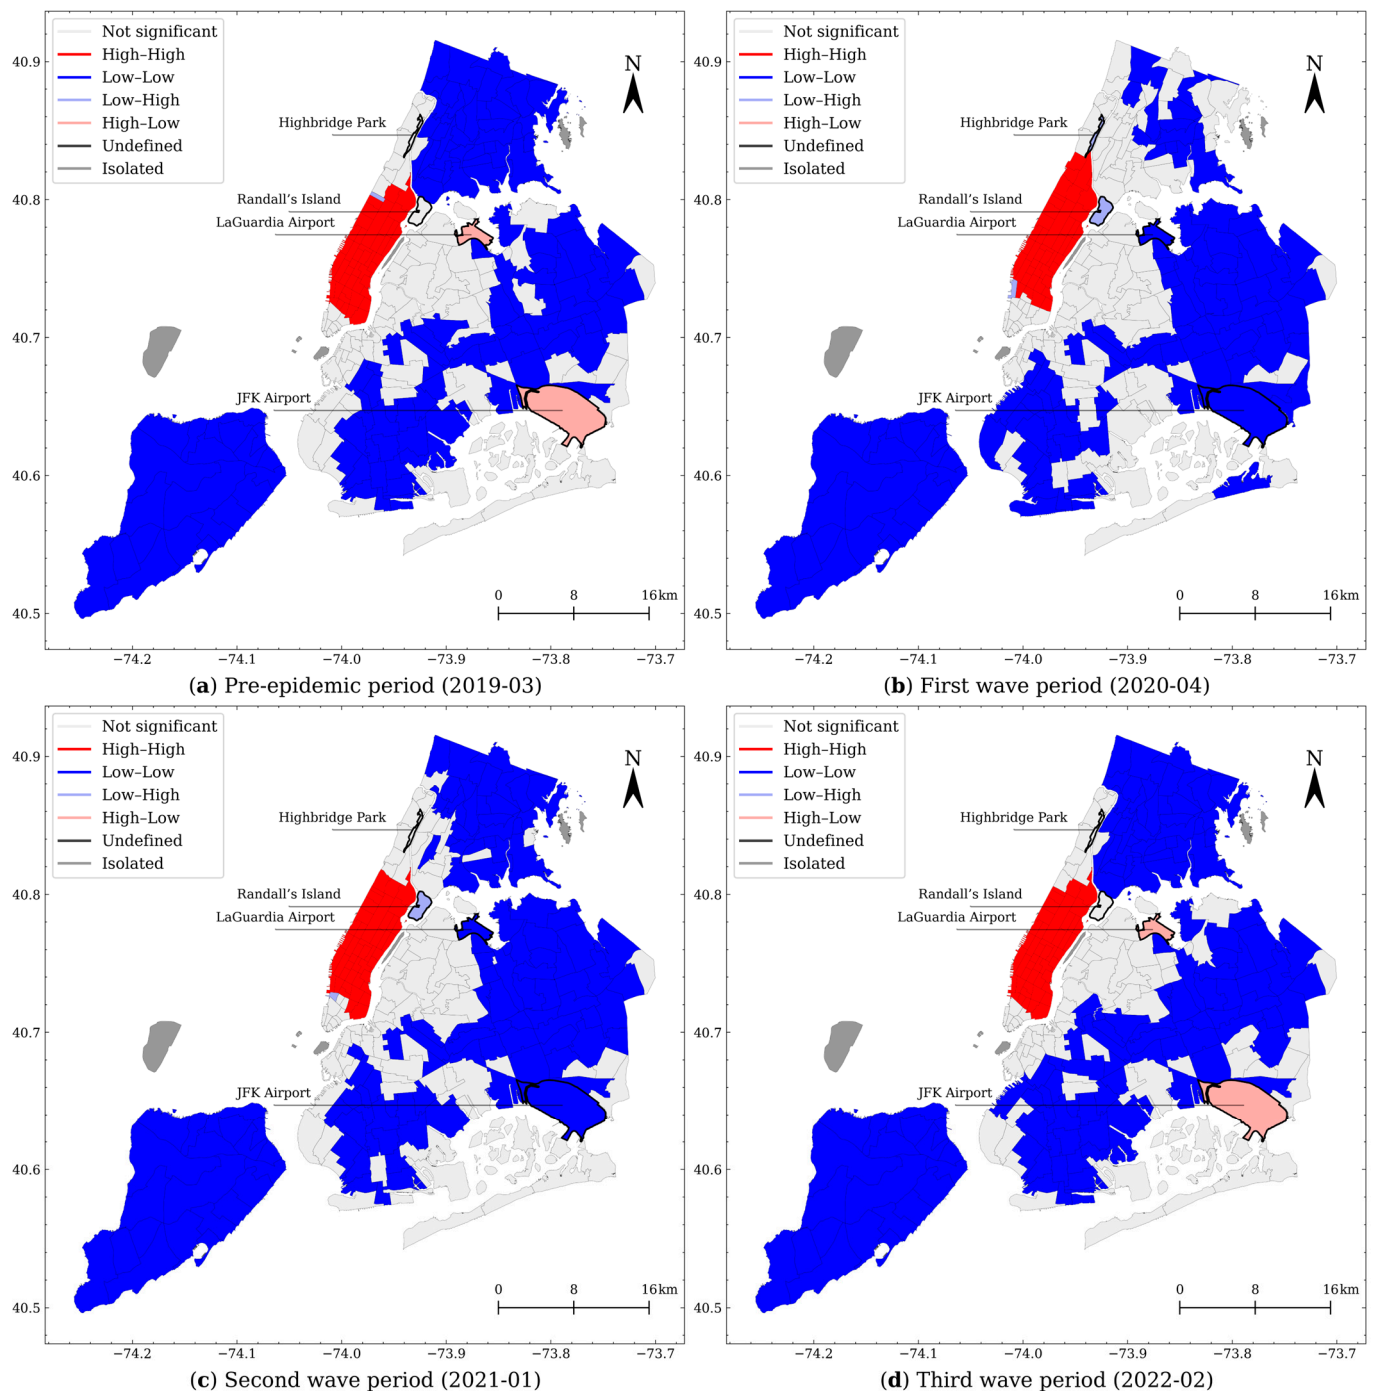 Not significant
High–High
Low–Low
Low–High
High–Low
Undefined
Isolated
N
Highbridge Park
Randall's Island
LaGuardia Airport
JFK Airport
0 8 16km
40.9
40.8
40.7
40.6
40.5
−74.2 −74.1 −74.0 −73.9 −73.8 −73.7
(a) Pre-epidemic period (2019-03)
Not significant
High–High
Low–Low
Low–High
High–Low
Undefined
Isolated
N
Highbridge Park
Randall's Island
LaGuardia Airport
JFK Airport
0 8 16km
40.9
40.8
40.7
40.6
40.5
−74.2 −74.1 −74.0 −73.9 −73.8 −73.7
(b) First wave period (2020-04)
Not significant
High–High
Low–Low
Low–High
High–Low
Undefined
Isolated
N
Highbridge Park
Randall's Island
LaGuardia Airport
JFK Airport
0 8 16km
40.9
40.8
40.7
40.6
40.5
−74.2 −74.1 −74.0 −73.9 −73.8 −73.7
(c) Second wave period (2021-01)
Not significant
High–High
Low–Low
Low–High
High–Low
Undefined
Isolated
N
Highbridge Park
Randall's Island
LaGuardia Airport
JFK Airport
0 8 16km
40.9
40.8
40.7
40.6
40.5
−74.2 −74.1 −74.0 −73.9 −73.8 −73.7
(d) Third wave period (2022-02)